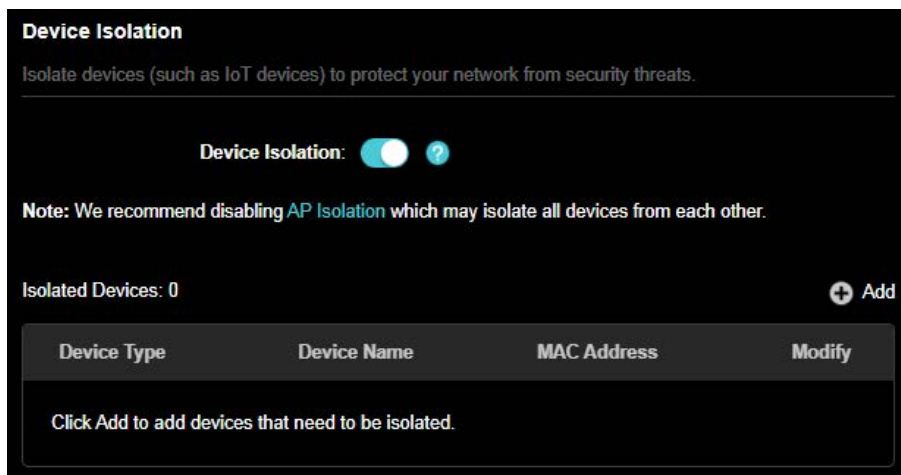 Device Isolation
Isolate devices (such as IoT devices) to protect your network from security threats.
Device Isolation: ?
Note: We recommend disabling AP Isolation which may isolate all devices from each other.
Isolated Devices: 0 Add
Device Type Device Name MAC Address Modify
Click Add to add devices that need to be isolated.